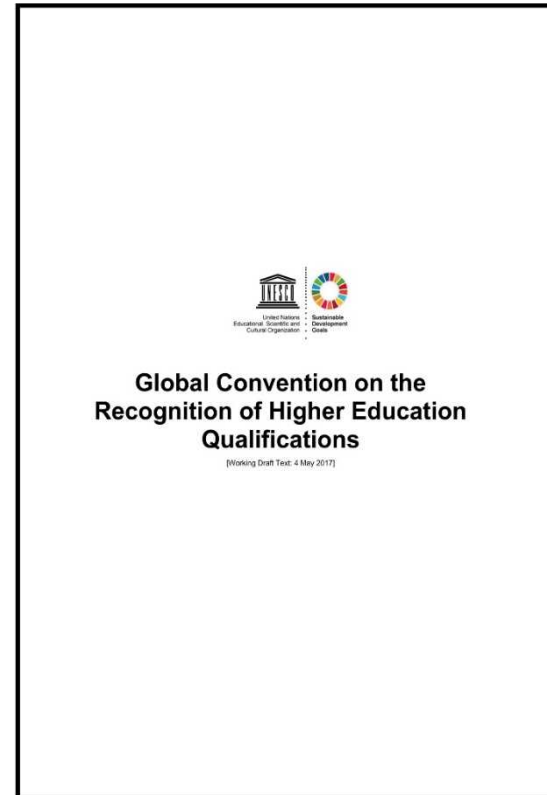 UNESCO
United Nations
Educational, Scientific and
Cultural Organization
Sustainable
Development
Goals
Global Convention on the
Recognition of Higher Education
Qualifications
[Working Draft Text: 4 May 2017]